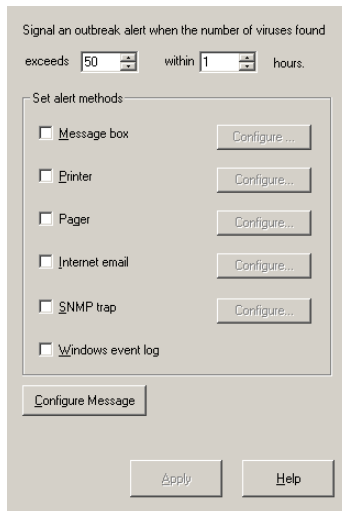 Signal an outbreak alert when the number of viruses found
exceeds 50 within 1 hours.
Set alert methods
Message box Configure ...
Printer Configure...
Pager Configure...
Internet email Configure...
SNMP trap Configure...
Windows event log
Configure Message
Apply Help